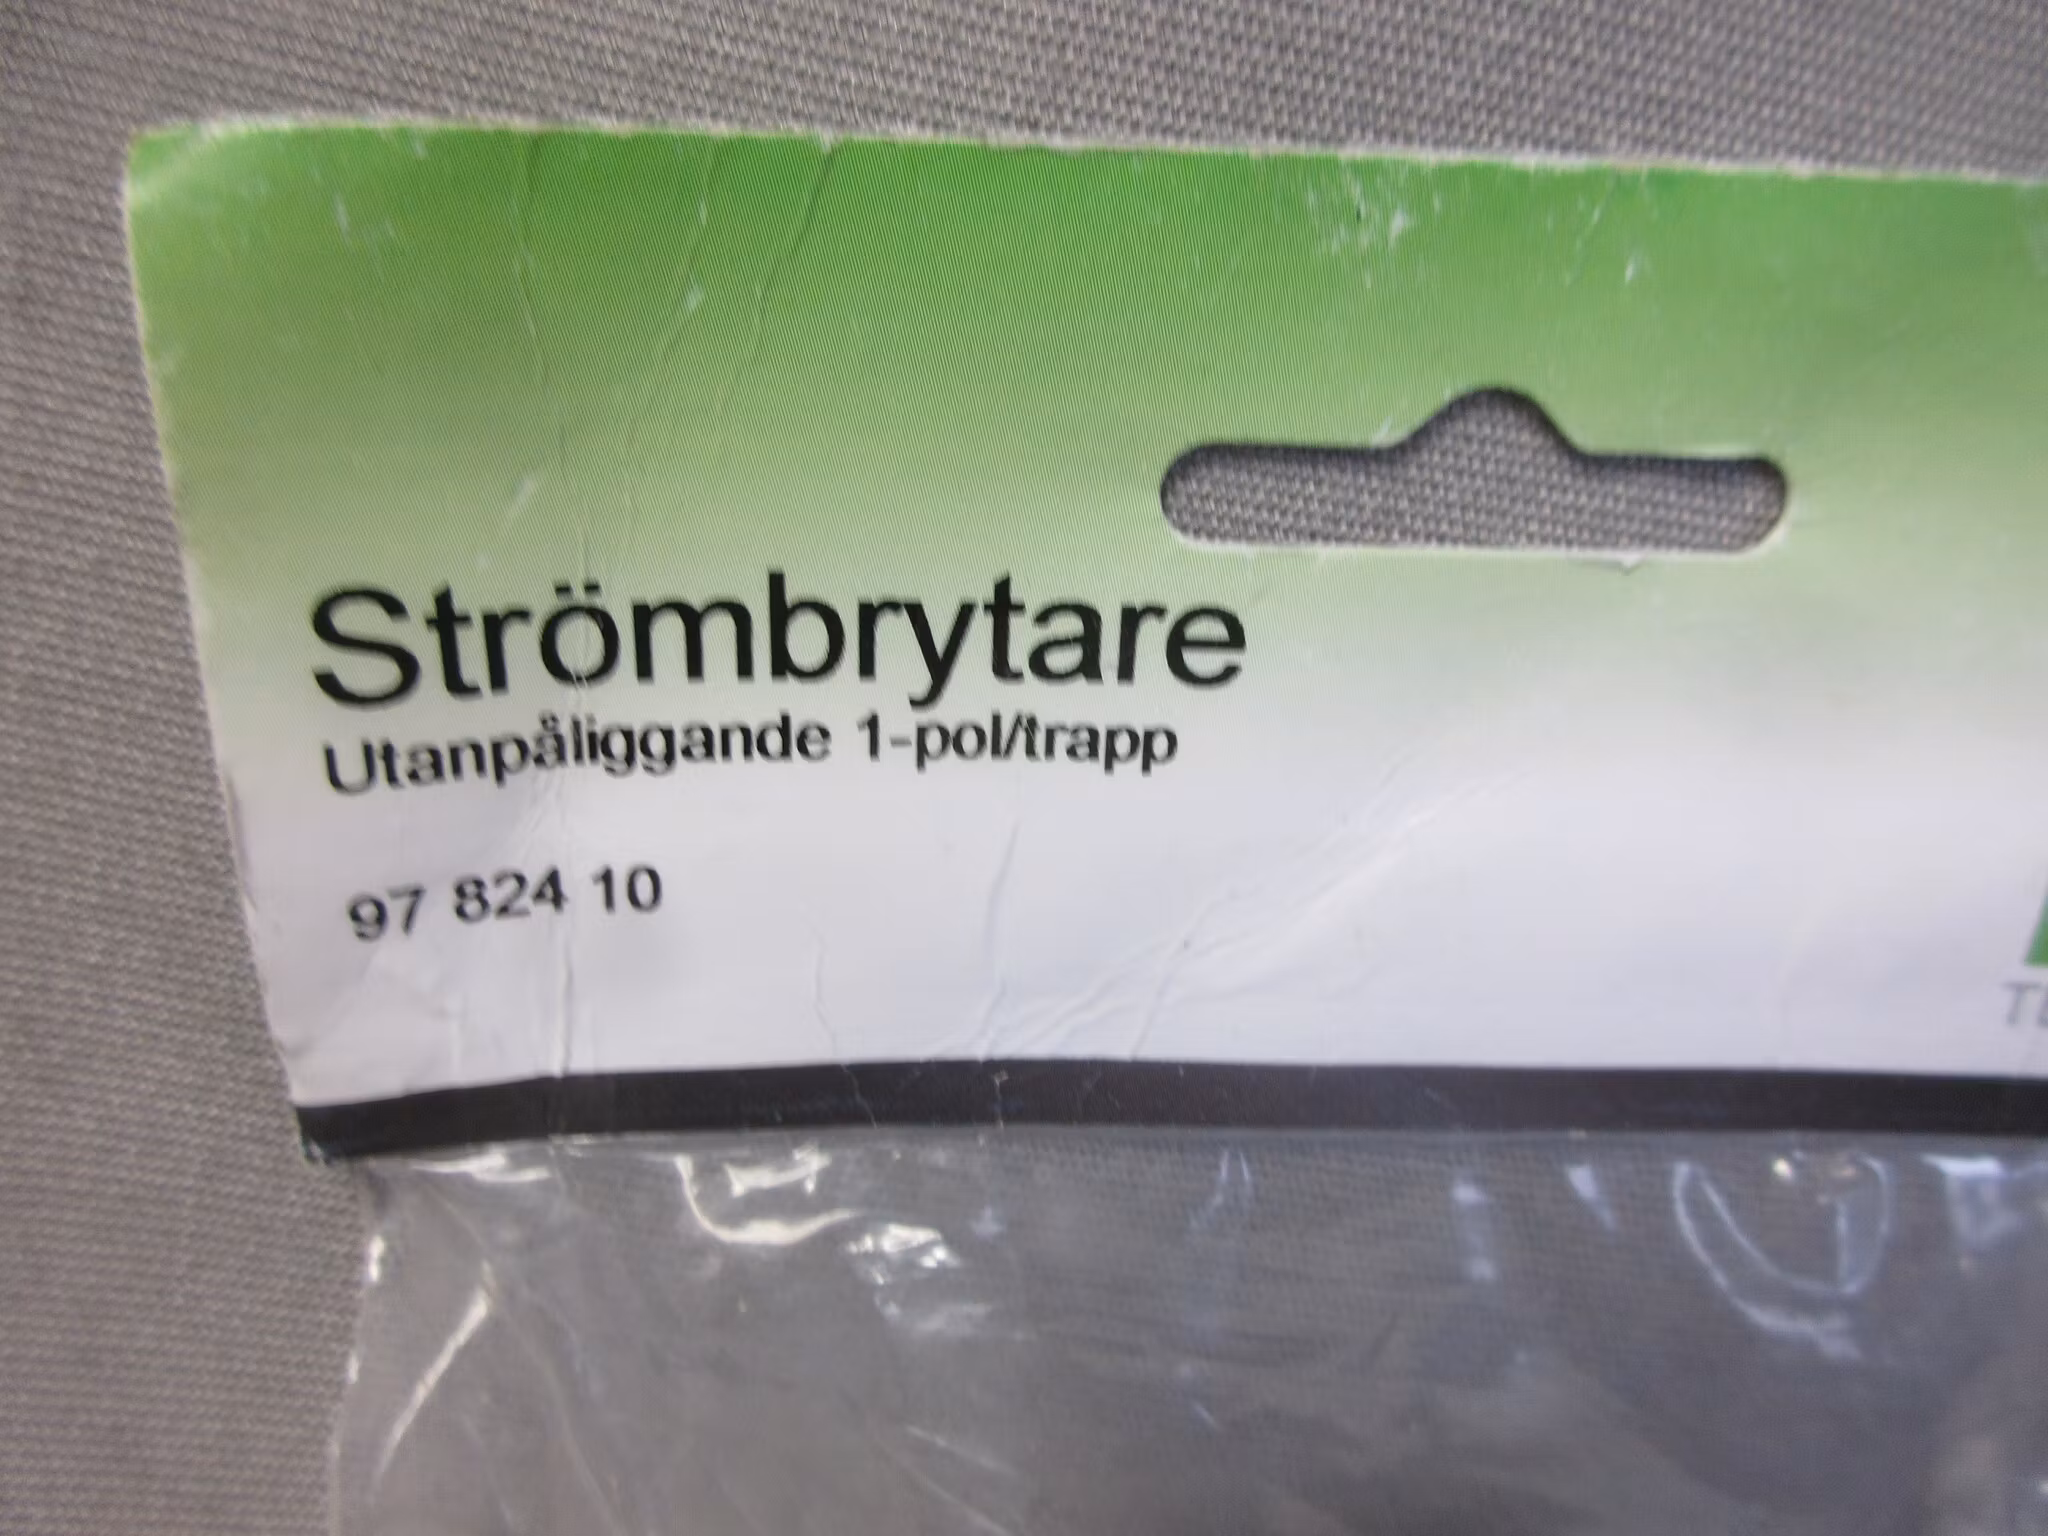 Strömbrytare
Utanpåliggande 1-pol/trapp
97 824 10